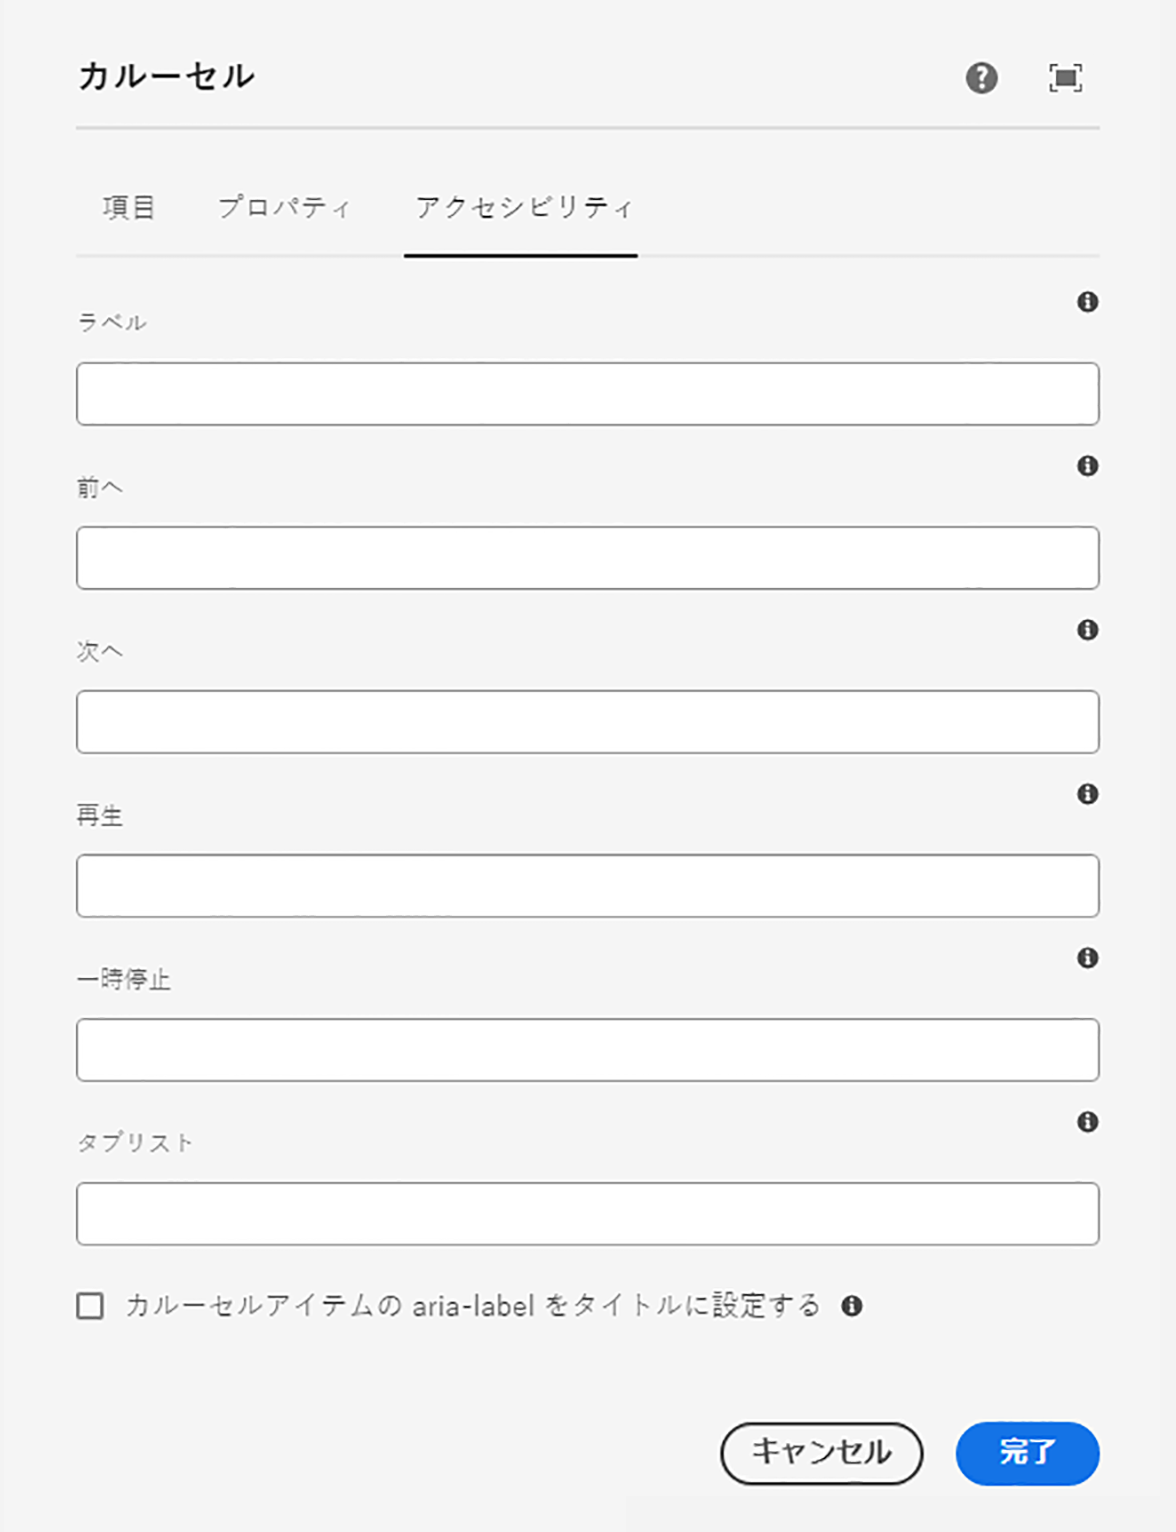 カルーセル
項目 プロパティ アクセシビリティ
ラベル
前へ
次へ
再生
一時停止
タブリスト
カルーセルアイテムの aria-label をタイトルに設定する
キャンセル 完了